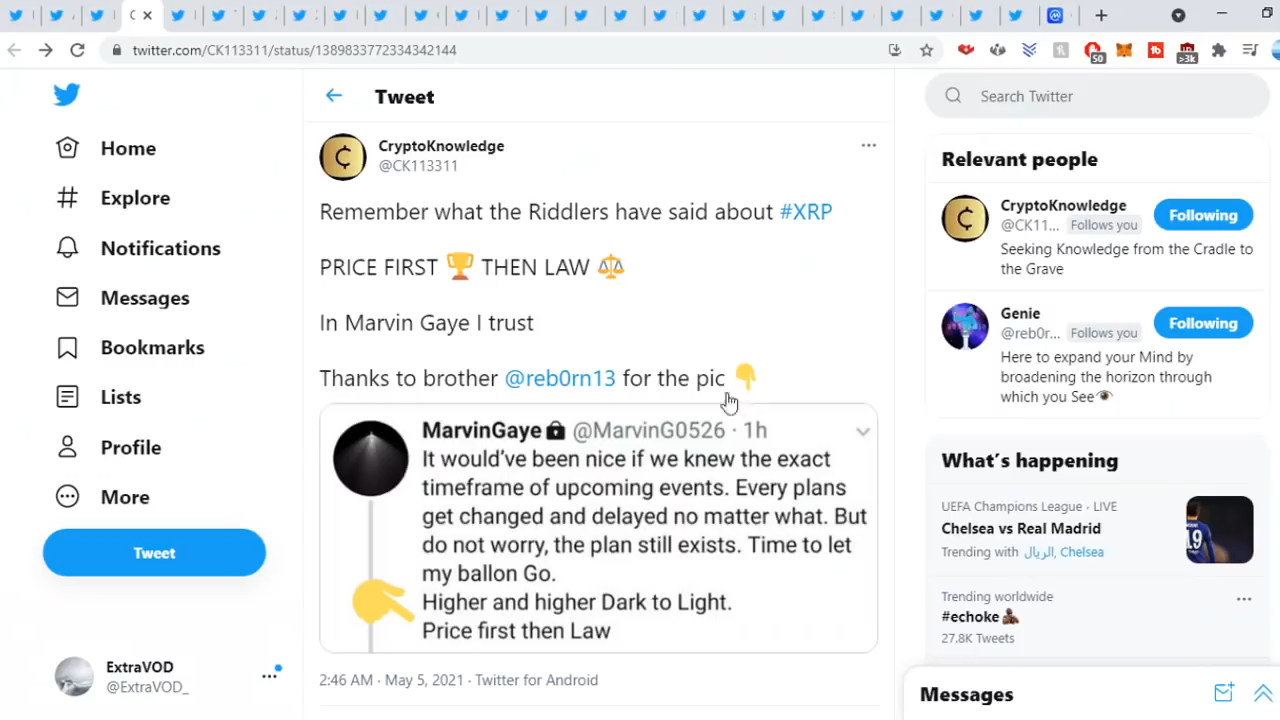 twitter.com/CK113311/status/1389833772334342144
50
>3k
Home
Explore
Notifications
Messages
Bookmarks
Lists
Profile
More
Tweet
ExtraVOD
@ExtraVOD_
Tweet
CryptoKnowledge
@CK113311
Remember what the Riddlers have said about #XRP
PRICE FIRST 🏆 THEN LAW ⚖️
In Marvin Gaye I trust
Thanks to brother @reb0rn13 for the pic 👇
MarvinGaye🔒 @MarvinG0526 · 1h
It would've been nice if we knew the exact
timeframe of upcoming events. Every plans
get changed and delayed no matter what. But
do not worry, the plan still exists. Time to let
my ballon Go.
Higher and higher Dark to Light.
Price first then Law
2:46 AM · May 5, 2021 · Twitter for Android
Search Twitter
Relevant people
CryptoKnowledge
@CK11... Follows you
Following
Seeking Knowledge from the Cradle to
the Grave
Genie
@reb0r... Follows you
Following
Here to expand your Mind by
broadening the horizon through
which you See👁
What's happening
UEFA Champions League · LIVE
Chelsea vs Real Madrid
Trending with الريال, Chelsea
Trending worldwide
#echoke
27.8K Tweets
Messages